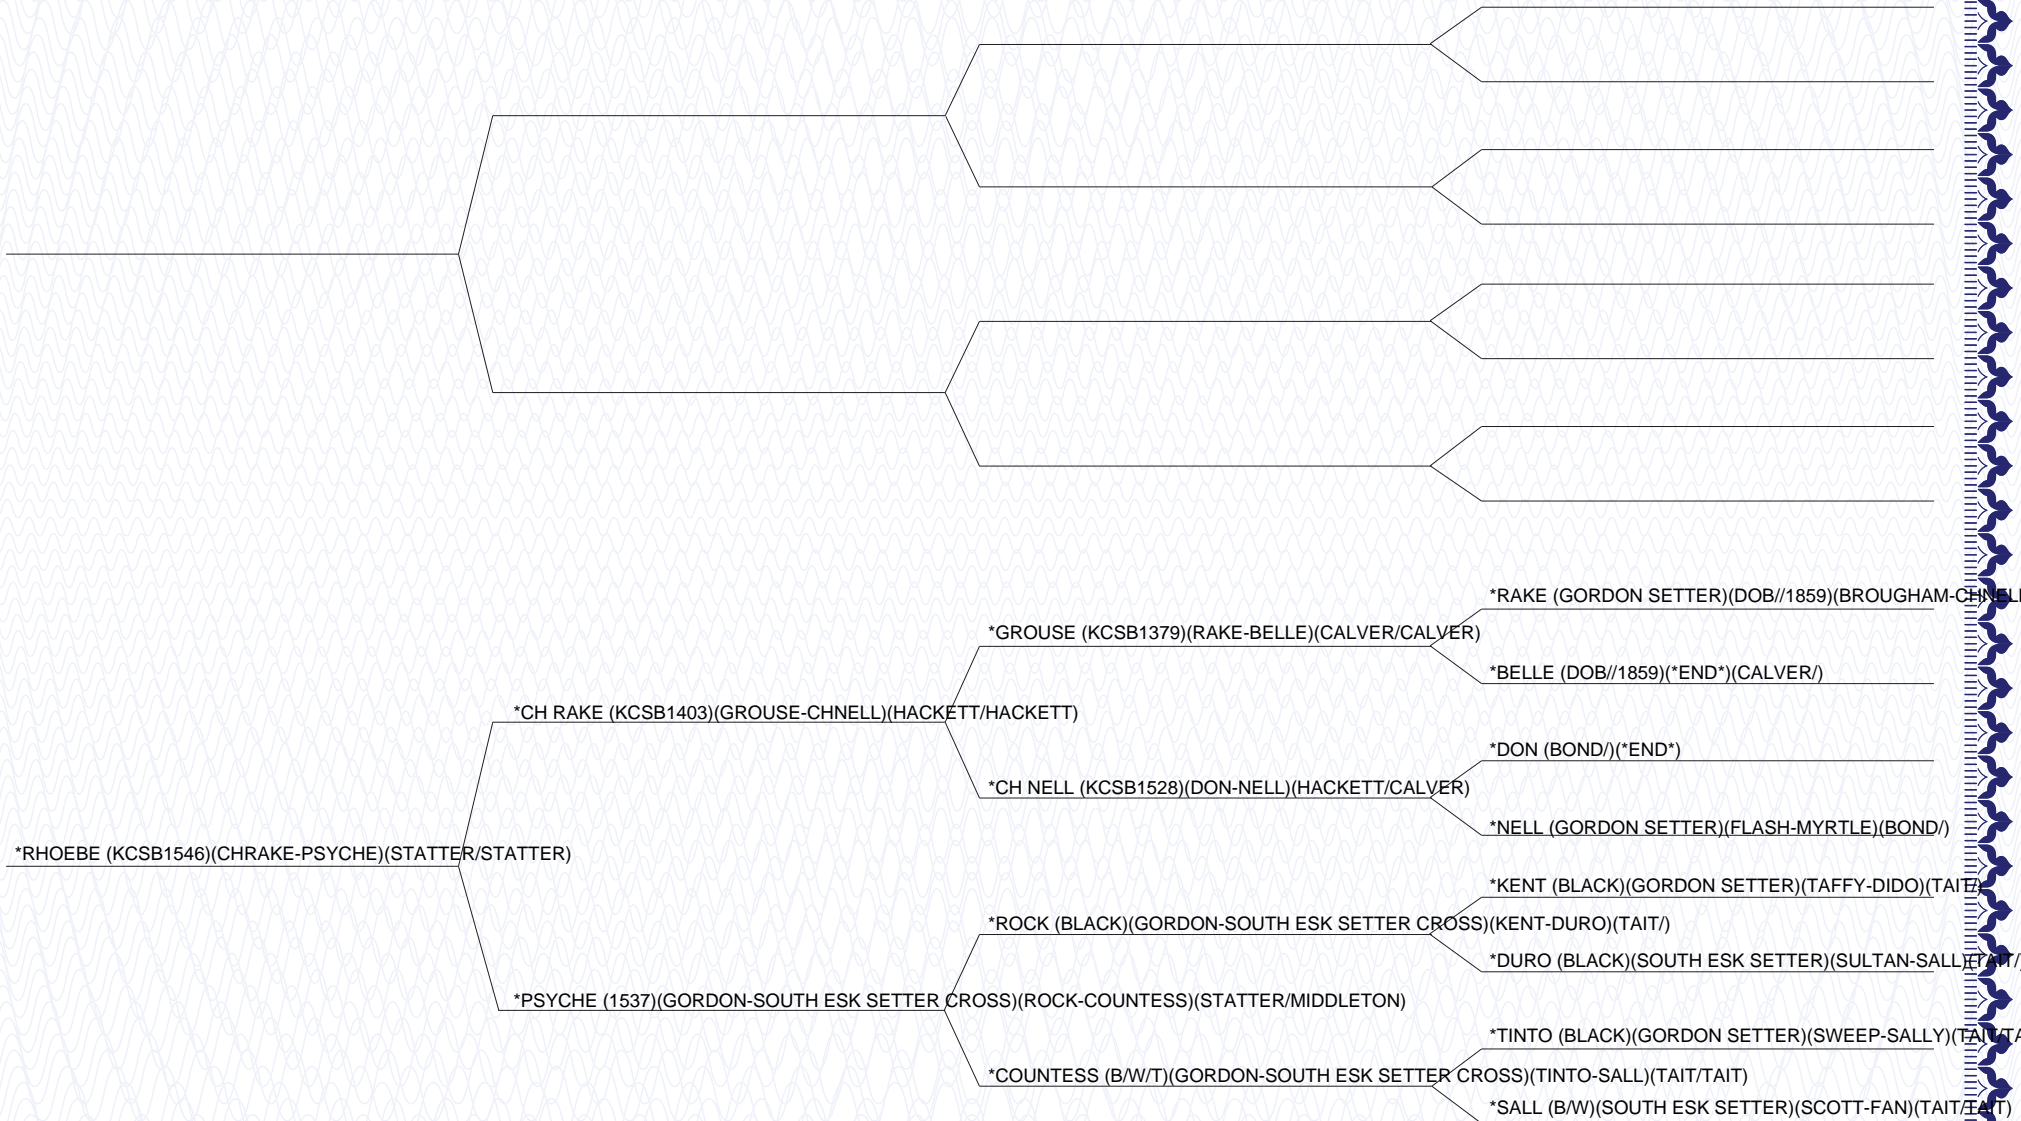 *RAKE (GORDON SETTER)(DOB//1859)(BROUGHAM-CHNELL
*GROUSE (KCSB1379)(RAKE-BELLE)(CALVER/CALVER)
*BELLE (DOB//1859)(*END*)(CALVER/)
*CH RAKE (KCSB1403)(GROUSE-CHNELL)(HACKETT/HACKETT)
*DON (BOND/)(*END*)
*CH NELL (KCSB1528)(DON-NELL)(HACKETT/CALVER)
*NELL (GORDON SETTER)(FLASH-MYRTLE)(BOND/)
*RHOEBE (KCSB1546)(CHRAKE-PSYCHE)(STATTER/STATTER)
*KENT (BLACK)(GORDON SETTER)(TAFFY-DIDO)(TAIT/)
*ROCK (BLACK)(GORDON-SOUTH ESK SETTER CROSS)(KENT-DURO)(TAIT/)
*DURO (BLACK)(SOUTH ESK SETTER)(SULTAN-SALL)(TAIT/)
*PSYCHE (1537)(GORDON-SOUTH ESK SETTER CROSS)(ROCK-COUNTESS)(STATTER/MIDDLETON)
*TINTO (BLACK)(GORDON SETTER)(SWEEP-SALLY)(TAIT/TA
*COUNTESS (B/W/T)(GORDON-SOUTH ESK SETTER CROSS)(TINTO-SALL)(TAIT/TAIT)
*SALL (B/W)(SOUTH ESK SETTER)(SCOTT-FAN)(TAIT/TAIT)